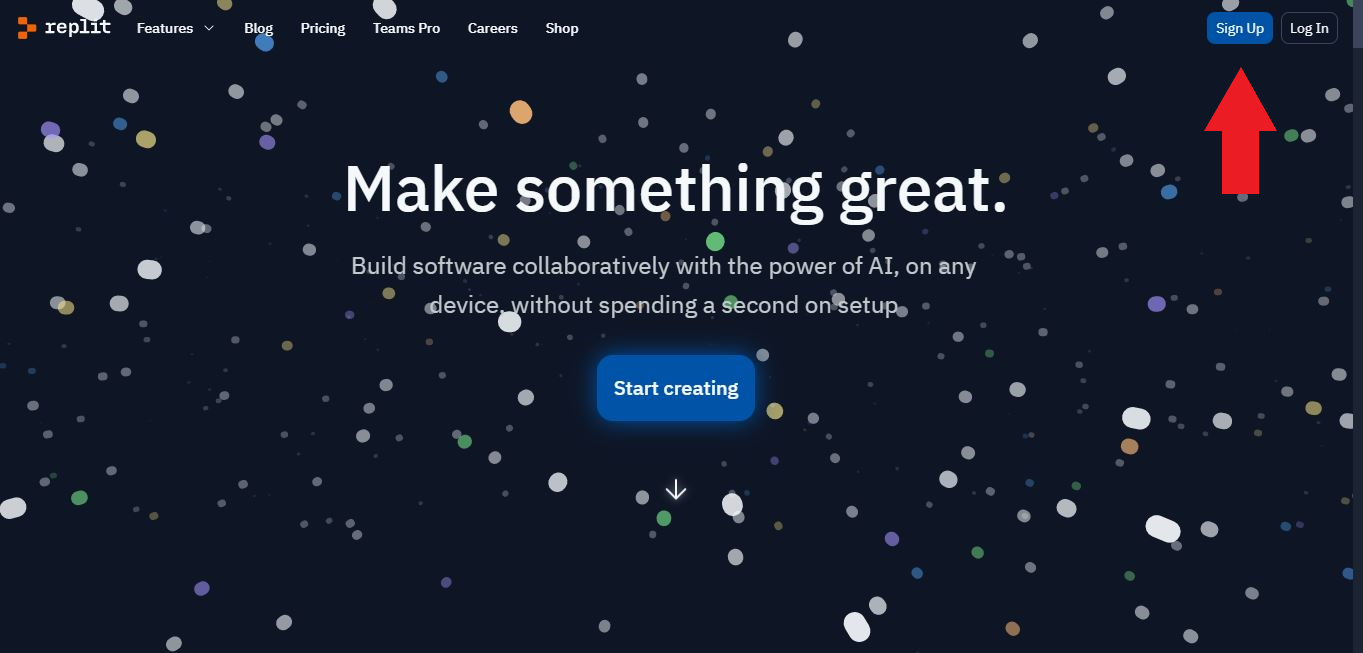 replit Features Blog Pricing Teams Pro Careers Shop Sign Up Log In
Make something great.
Build software collaboratively with the power of AI, on any
device, without spending a second on setup
Start creating